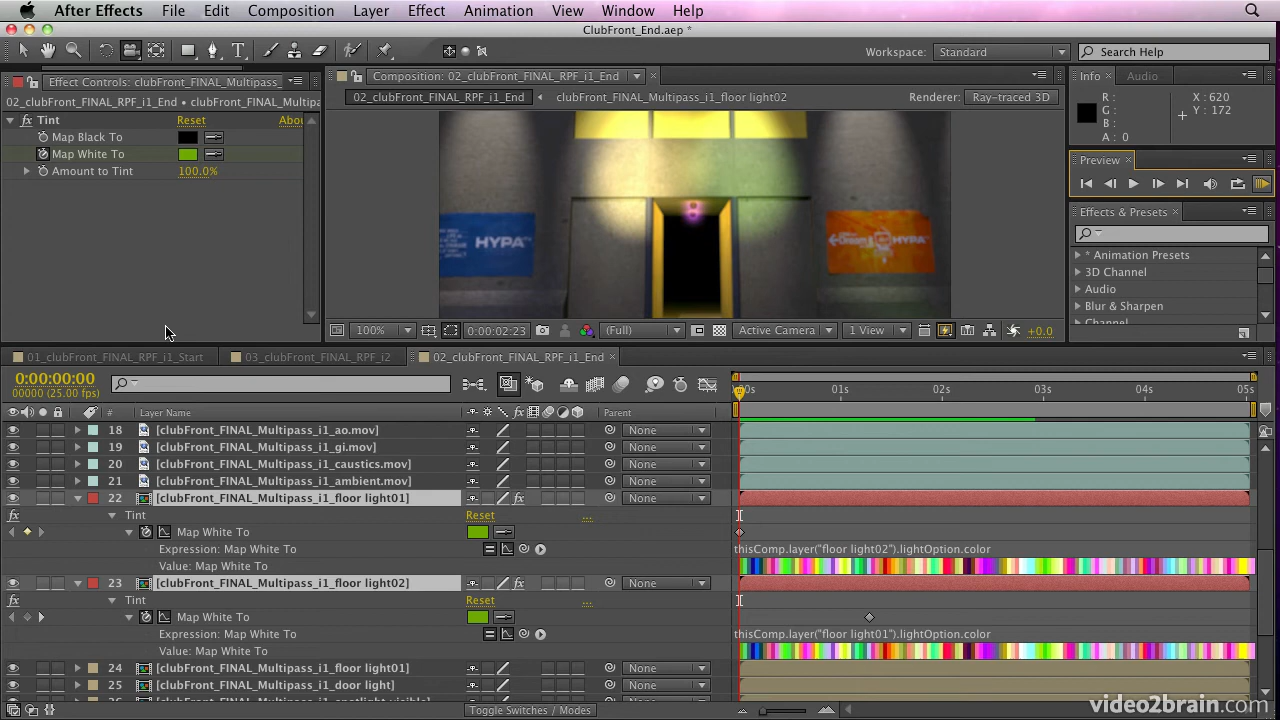 After Effects File Edit Composition Layer Effect Animation View Window Help
ClubFront_End.aep *
Workspace: Standard Search Help
Effect Controls: clubFront_FINAL_Multipass_
02_clubFront_FINAL_RPF_i1_End • clubFront_FINAL_Multipa
fx Tint Reset Abou
Map Black To
Map White To
Amount to Tint 100.0%
Composition: 02_clubFront_FINAL_RPF_i1_End
02_clubFront_FINAL_RPF_i1_End clubFront_FINAL_Multipass_i1_floor light02 Renderer: Ray-traced 3D
HYPA
HYPA
100% 0:00:02:23 (Full) Active Camera 1 View +0.0
Info Audio
R: X: 620
G: Y: 172
B:
A: 0
Preview
Effects & Presets
* Animation Presets
3D Channel
Audio
Blur & Sharpen
Channel
01_clubFront_FINAL_RPF_i1_Start 03_clubFront_FINAL_RPF_i2 02_clubFront_FINAL_RPF_i1_End
0:00:00:00
00000 (25.00 fps)
01s 02s 03s 04s 05s
# Layer Name fx Parent
18 [clubFront_FINAL_Multipass_i1_ao.mov] None
19 [clubFront_FINAL_Multipass_i1_gi.mov] None
20 [clubFront_FINAL_Multipass_i1_caustics.mov] None
21 [clubFront_FINAL_Multipass_i1_ambient.mov] None
22 [clubFront_FINAL_Multipass_i1_floor light01] fx None
fx Tint Reset ...
Map White To
Expression: Map White To thisComp.layer("floor light02").lightOption.color
Value: Map White To
23 [clubFront_FINAL_Multipass_i1_floor light02] fx None
fx Tint Reset ...
Map White To
Expression: Map White To thisComp.layer("floor light01").lightOption.color
Value: Map White To
24 [clubFront_FINAL_Multipass_i1_floor light01] None
25 [clubFront_FINAL_Multipass_i1_door light] None
Toggle Switches / Modes
video2brain.com